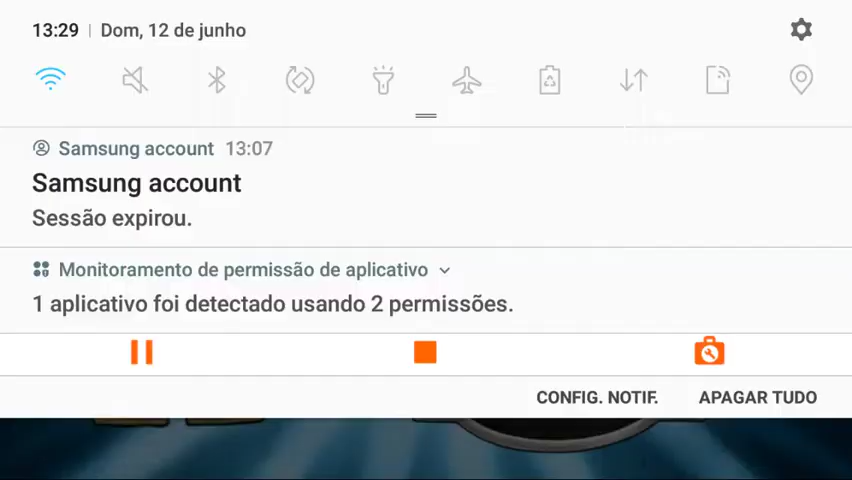 13:29 | Dom, 12 de junho
Samsung account 13:07
Samsung account
Sessão expirou.
Monitoramento de permissão de aplicativo
1 aplicativo foi detectado usando 2 permissões.
CONFIG. NOTIF. APAGAR TUDO